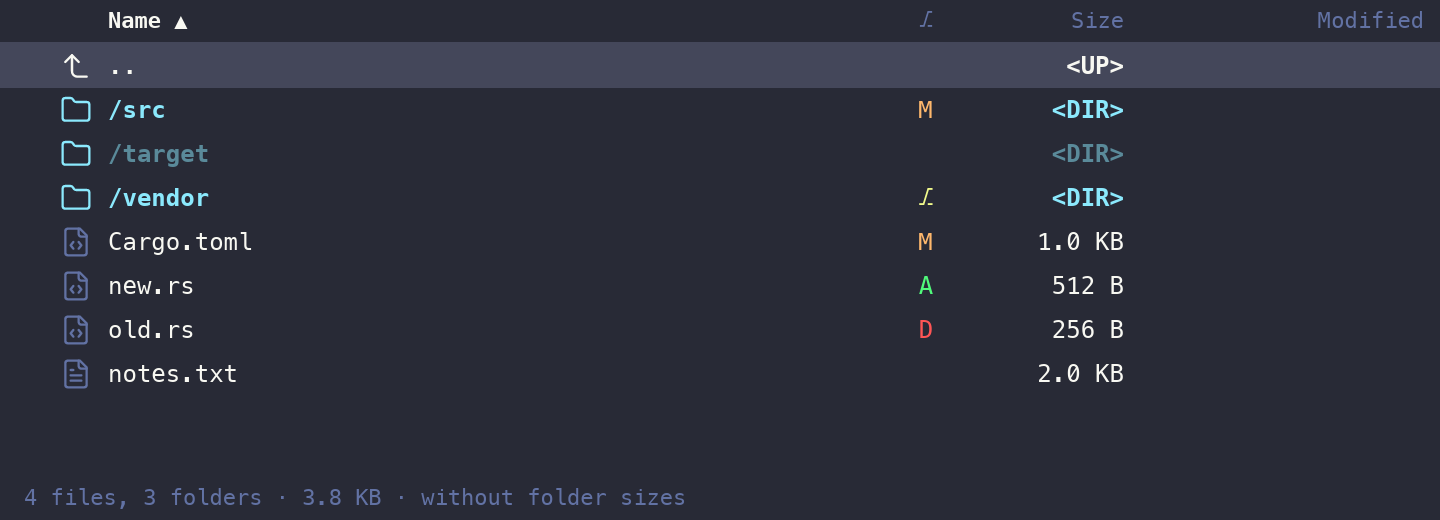 Name ▲ ⎎ Size Modified
.. <UP>
/src M <DIR>
/target <DIR>
/vendor ⎎ <DIR>
Cargo.toml M 1.0 KB
new.rs A 512 B
old.rs D 256 B
notes.txt 2.0 KB
4 files, 3 folders · 3.8 KB · without folder sizes